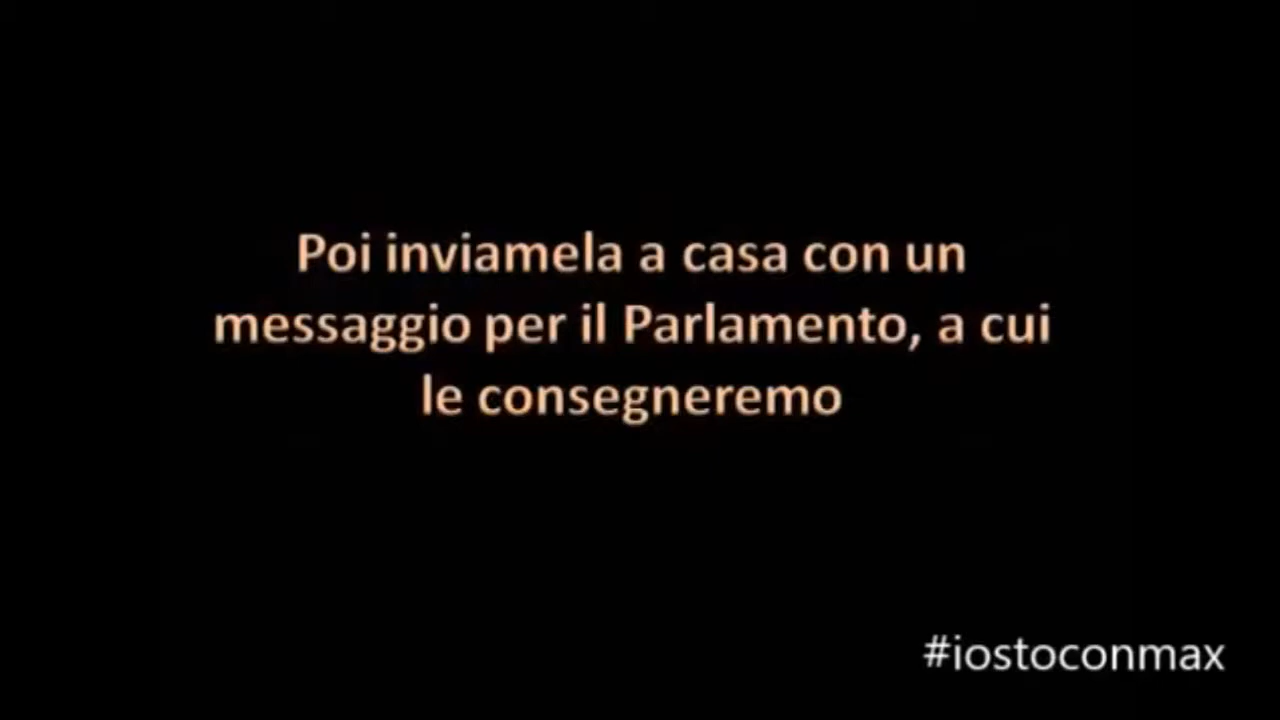 Poi inviamela a casa con un
messaggio per il Parlamento, a cui
le consegneremo
#iostoconmax